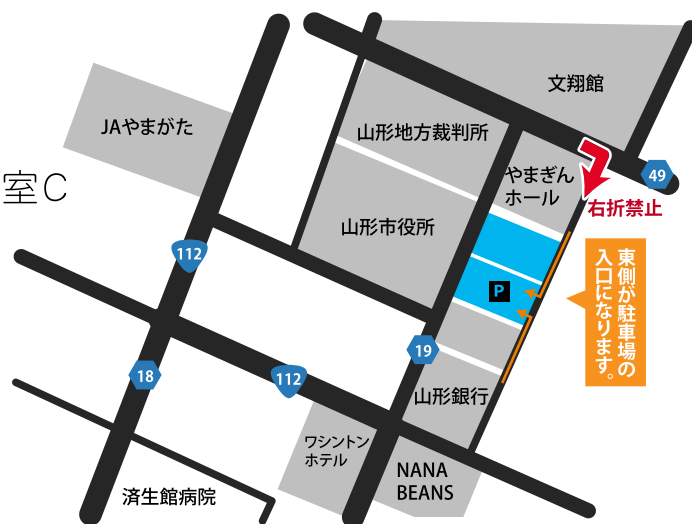 文翔館
JAやまがた
山形地方裁判所
49
やまぎん
ホール
室C
右折禁止
山形市役所
112
東側が駐車場の
入口になります。
P
19
18
112
山形銀行
ワシントン
ホテル
NANA
BEANS
済生館病院